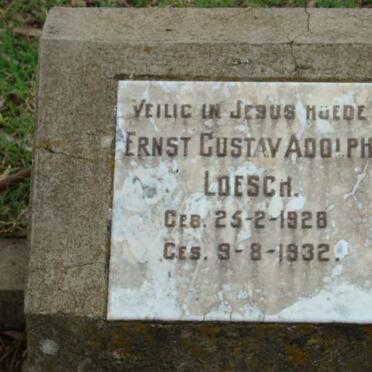 VEILIG IN JESUS HOEDE
ERNST GUSTAV ADOLPH
LOESCH.
GEB. 25-2-1928
GES. 9-8-1932.